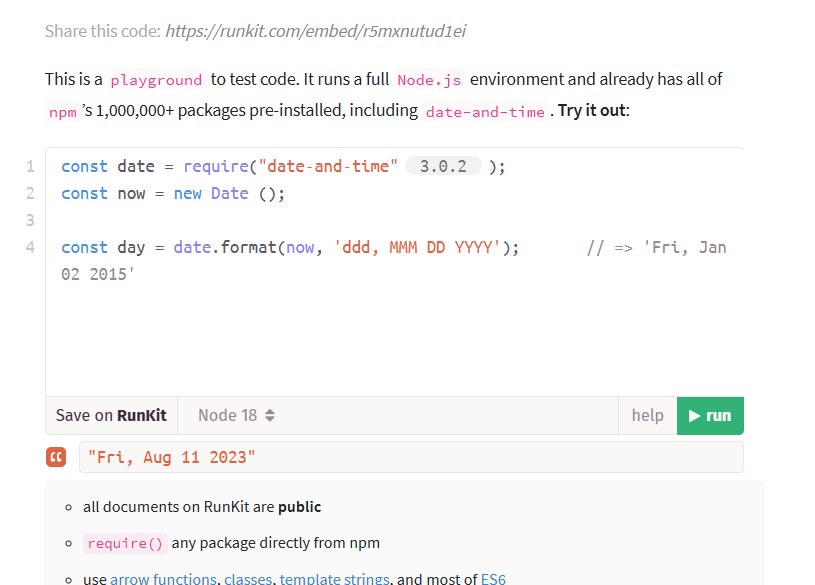 Share this code: https://runkit.com/embed/r5mxnutud1ei
This is a playground to test code. It runs a full Node.js environment and already has all of
npm's 1,000,000+ packages pre-installed, including date-and-time. Try it out:
1 const date = require("date-and-time" 3.0.2 );
2 const now = new Date ();
3
4 const day = date.format(now, 'ddd, MMM DD YYYY'); // => 'Fri, Jan
02 2015'
Save on RunKit Node 18 help run
"Fri, Aug 11 2023"
all documents on RunKit are public
require() any package directly from npm
use arrow functions, classes, template strings, and most of ES6